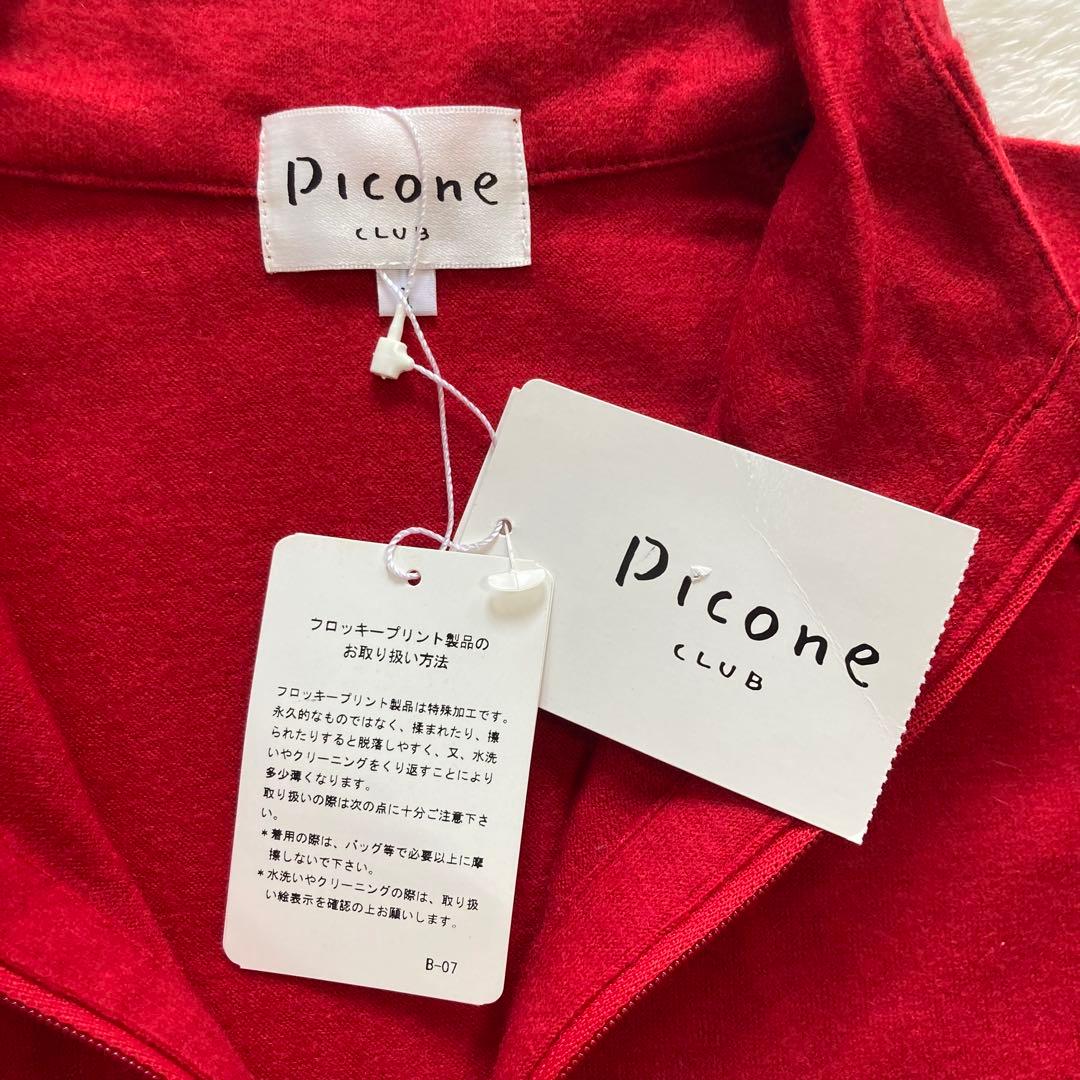 Picone
CLUB
Picone
CLUB
フロッキープリント製品の
お取り扱い方法
フロッキープリント製品は特殊加工です。
永久的なものではなく、揉まれたり、擦
られたりすると脱落しやすく、又、水洗
いやクリーニングをくり返すことにより
多少薄くなります。
取り扱いの際は次の点に十分ご注意下さ
い。
*着用の際は、バッグ等で必要以上に摩
擦しないで下さい。
*水洗いやクリーニングの際は、取り扱
い絵表示を確認の上お願いします。
B-07